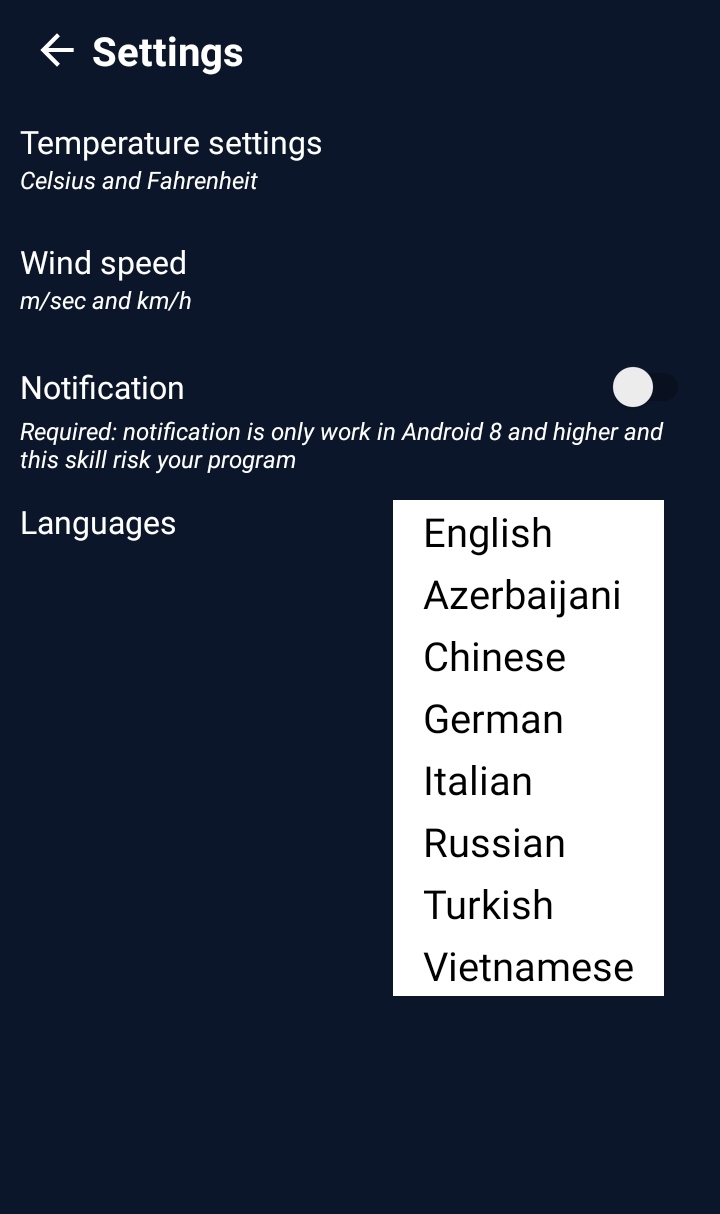 Settings
Temperature settings
Celsius and Fahrenheit
Wind speed
m/sec and km/h
Notification
Required: notification is only work in Android 8 and higher and
this skill risk your program
Languages
English
Azerbaijani
Chinese
German
Italian
Russian
Turkish
Vietnamese